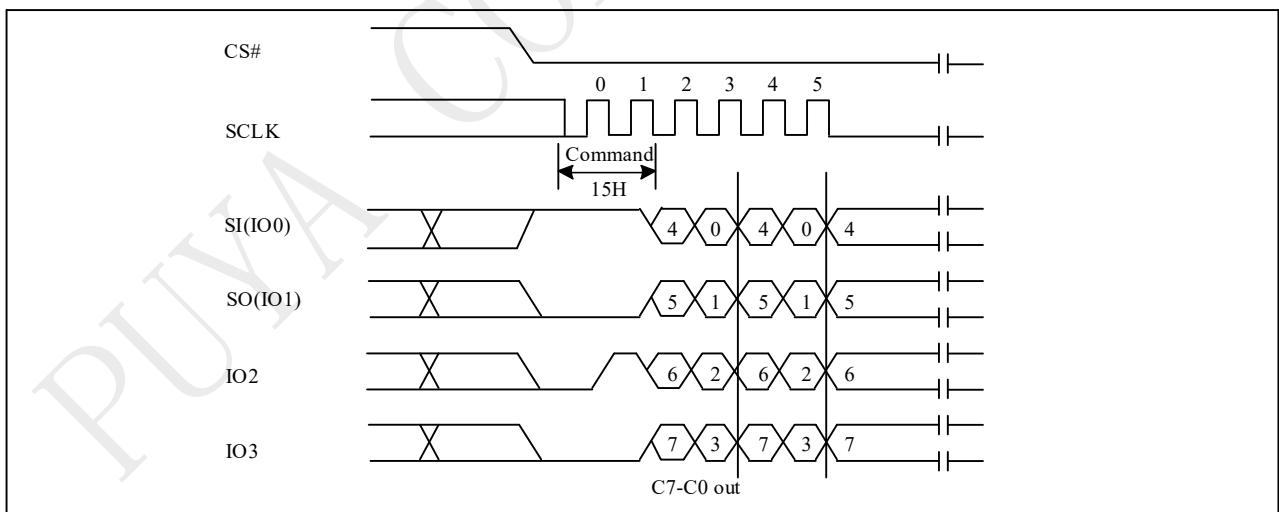 PUYA CO
CS#
0 1 2 3 4 5
SCLK
Command
15H
SI(IO0) 4 0 4 0 4
SO(IO1) 5 1 5 1 5
IO2 6 2 6 2 6
IO3 7 3 7 3 7
C7-C0 out